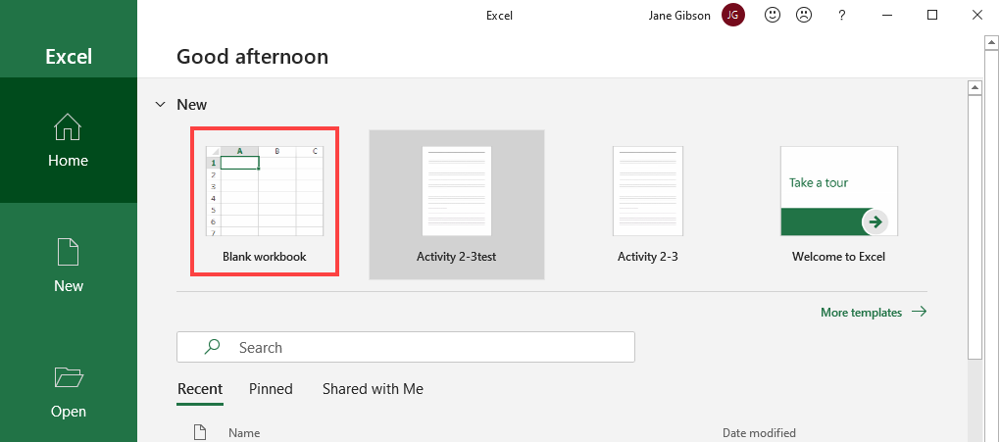 Excel
Jane Gibson JG ?
Excel
Good afternoon
Home
New
Open
New
A B C
1
2
3
4
5
6
7
Blank workbook
Activity 2-3test
Activity 2-3
Take a tour
Welcome to Excel
More templates
Search
Recent Pinned Shared with Me
Name Date modified